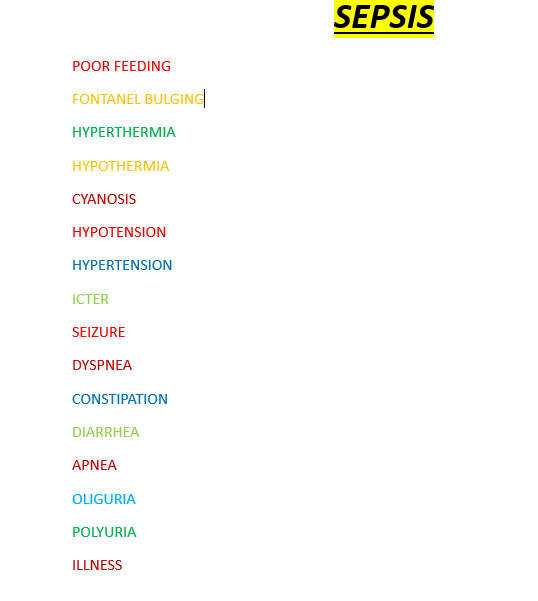 SEPSIS
POOR FEEDING
FONTANEL BULGING
HYPERTHERMIA
HYPOTHERMIA
CYANOSIS
HYPOTENSION
HYPERTENSION
ICTER
SEIZURE
DYSPNEA
CONSTIPATION
DIARRHEA
APNEA
OLIGURIA
POLYURIA
ILLNESS